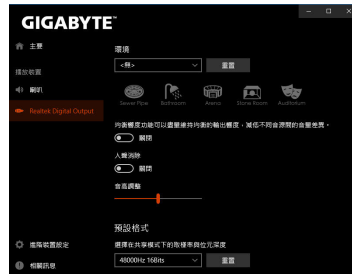 GIGABYTE™
主要
播放裝置
喇叭
Realtek Digital Output
進階裝置設定
相關訊息
環境
<無>
重置
Sewer Pipe
Bathroom
Arena
Stone Room
Auditorium
均衡響度功能可以盡量維持均衡的輸出響度，減低不同音源間的音量差異。
關閉
人聲消除
關閉
音高調整
預設格式
選擇在共享模式下的取樣率與位元深度
48000Hz 16Bits
重置